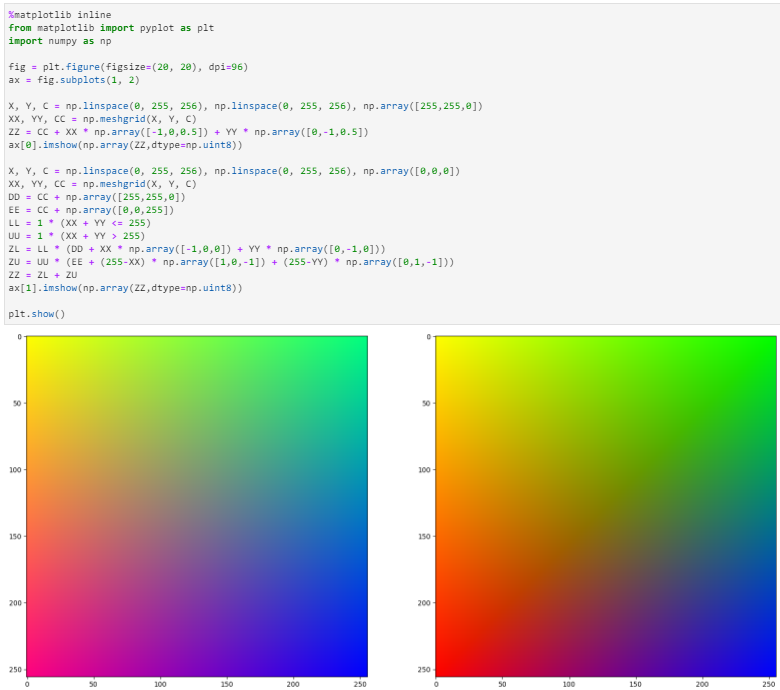 %matplotlib inline
from matplotlib import pyplot as plt
import numpy as np
fig = plt.figure(figsize=(20, 20), dpi=96)
ax = fig.subplots(1, 2)
X, Y, C = np.linspace(0, 255, 256), np.linspace(0, 255, 256), np.array([255,255,0])
XX, YY, CC = np.meshgrid(X, Y, C)
ZZ = CC + XX * np.array([-1,0,0.5]) + YY * np.array([0,-1,0.5])
ax[0].imshow(np.array(ZZ,dtype=np.uint8))
X, Y, C = np.linspace(0, 255, 256), np.linspace(0, 255, 256), np.array([0,0,0])
XX, YY, CC = np.meshgrid(X, Y, C)
DD = CC + np.array([255,255,0])
EE = CC + np.array([0,0,255])
LL = 1 * (XX + YY <= 255)
UU = 1 * (XX + YY > 255)
ZL = LL * (DD + XX * np.array([-1,0,0]) + YY * np.array([0,-1,0]))
ZU = UU * (EE + (255-XX) * np.array([1,0,-1]) + (255-YY) * np.array([0,1,-1]))
ZZ = ZL + ZU
ax[1].imshow(np.array(ZZ,dtype=np.uint8))
plt.show()
0
50
100
150
200
250
0 50 100 150 200 250
0
50
100
150
200
250
0 50 100 150 200 250